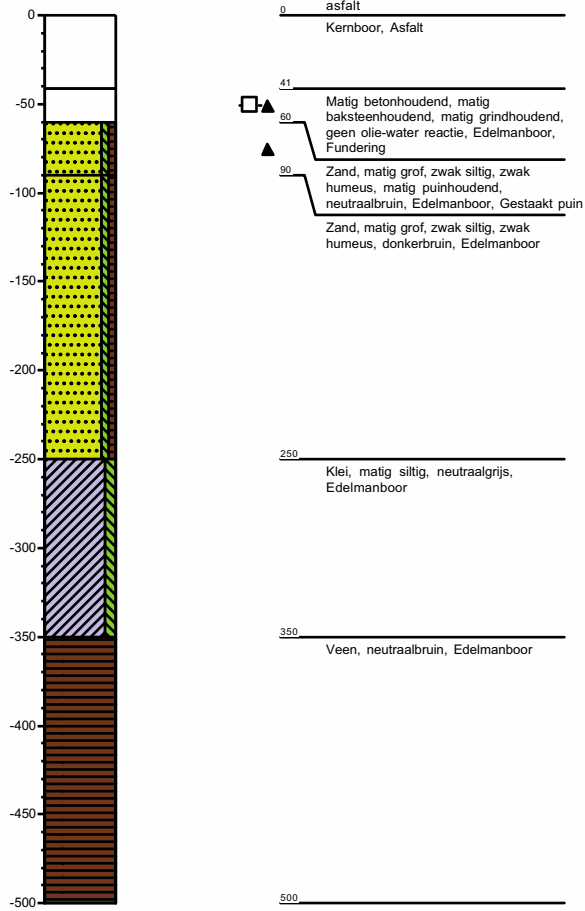 0
-50
-100
-150
-200
-250
-300
-350
-400
-450
-500
asfalt
0
Kernboor, Asfalt
41
Matig betonhoudend, matig
baksteenhoudend, matig grindhoudend,
geen olie-water reactie, Edelmanboor,
Fundering
60
Zand, matig grof, zwak siltig, zwak
humeus, matig puinhoudend,
neutraalbruin, Edelmanboor, Gestaakt puin
90
Zand, matig grof, zwak siltig, zwak
humeus, donkerbruin, Edelmanboor
250
Klei, matig siltig, neutraalgrijs,
Edelmanboor
350
Veen, neutraalbruin, Edelmanboor
500